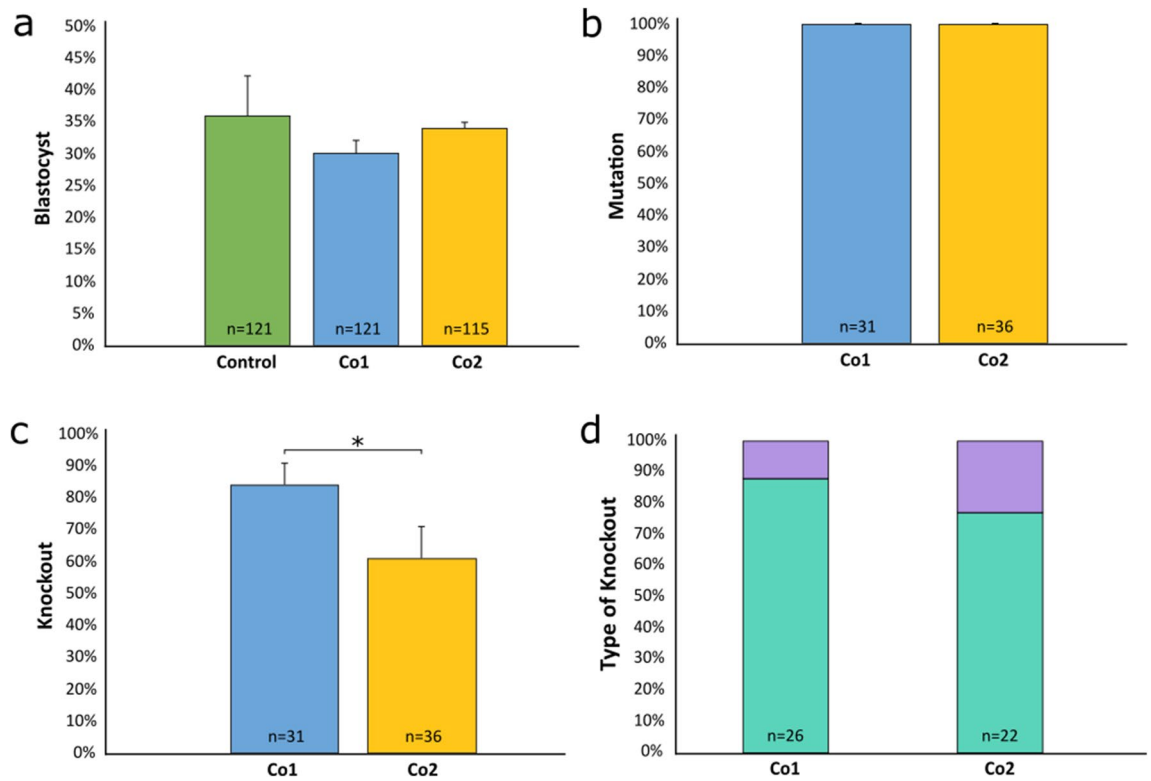 a
50%
45%
40%
35%
30%
25%
20%
15%
10%
5%
0%
Blastocyst
n=121
n=121
n=115
Control
Co1
Co2
b
100%
90%
80%
70%
60%
50%
40%
30%
20%
10%
0%
Mutation
n=31
n=36
Co1
Co2
c
100%
90%
80%
70%
60%
50%
40%
30%
20%
10%
0%
Knockout
*
n=31
n=36
Co1
Co2
d
100%
90%
80%
70%
60%
50%
40%
30%
20%
10%
0%
Type of Knockout
n=26
n=22
Co1
Co2